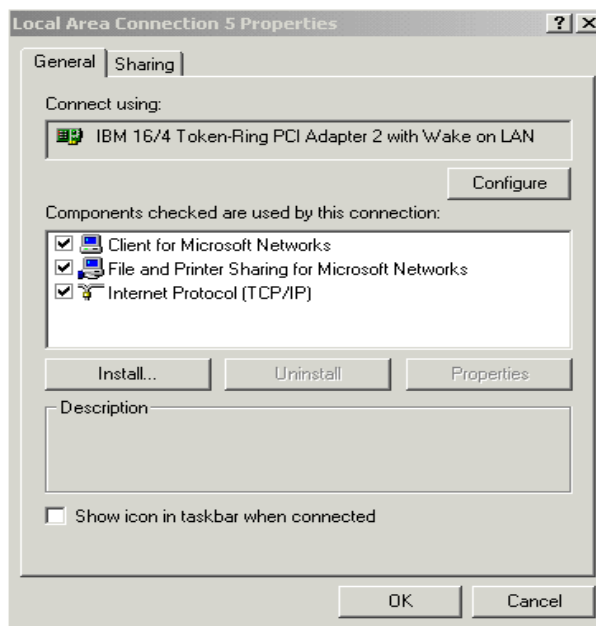 Local Area Connection 5 Properties
General Sharing
Connect using:
IBM 16/4 Token-Ring PCI Adapter 2 with Wake on LAN
Configure
Components checked are used by this connection:
Client for Microsoft Networks
File and Printer Sharing for Microsoft Networks
Internet Protocol (TCP/IP)
Install... Uninstall Properties
Description
Show icon in taskbar when connected
OK Cancel